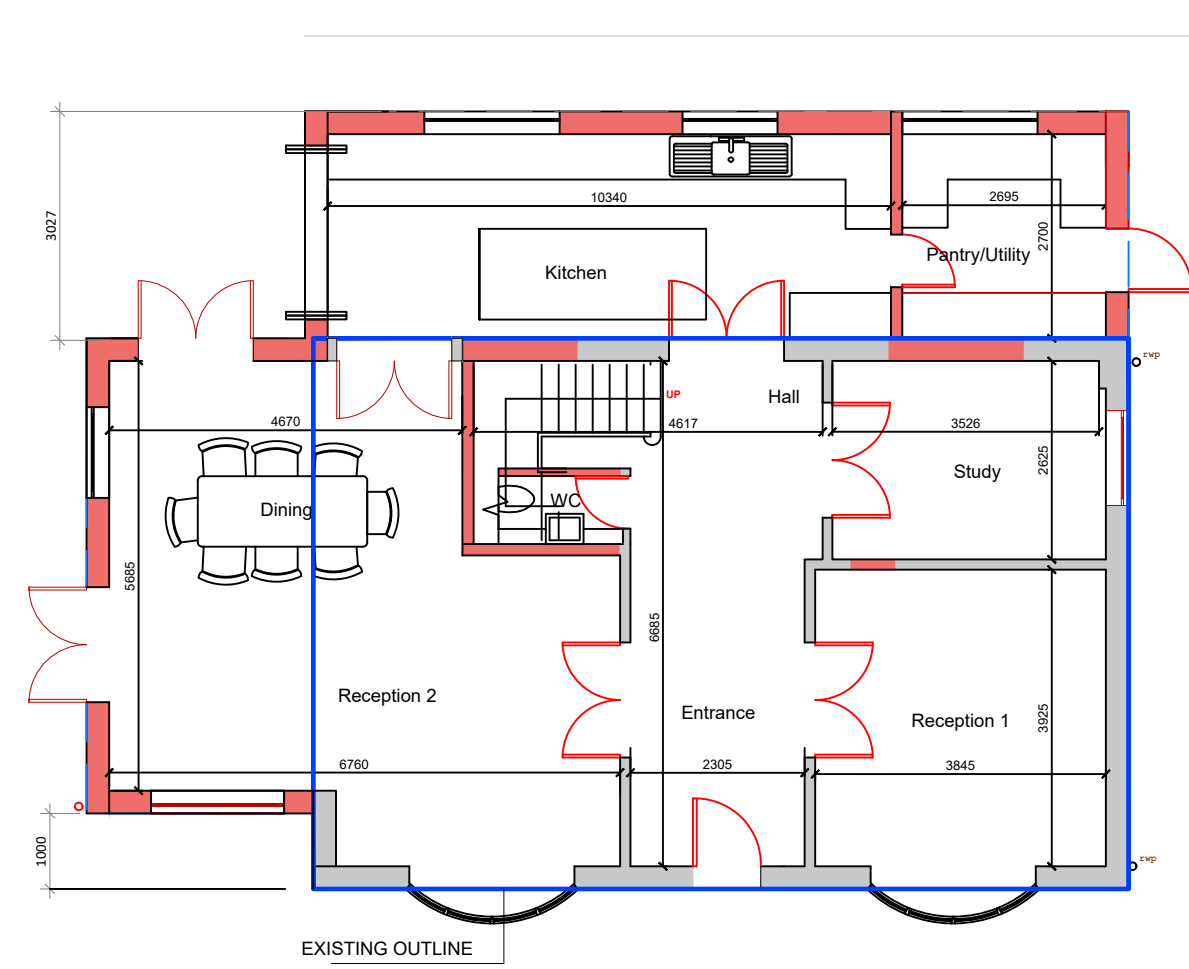 3027
10340
2695
2700
Pantry/Utility
Kitchen
rwp
UP
Hall
4670
4617
3526
2625
Study
WC
Dining
5685
6685
Reception 2
Entrance
Reception 1
3925
6760
2305
3845
1000
rwp
EXISTING OUTLINE